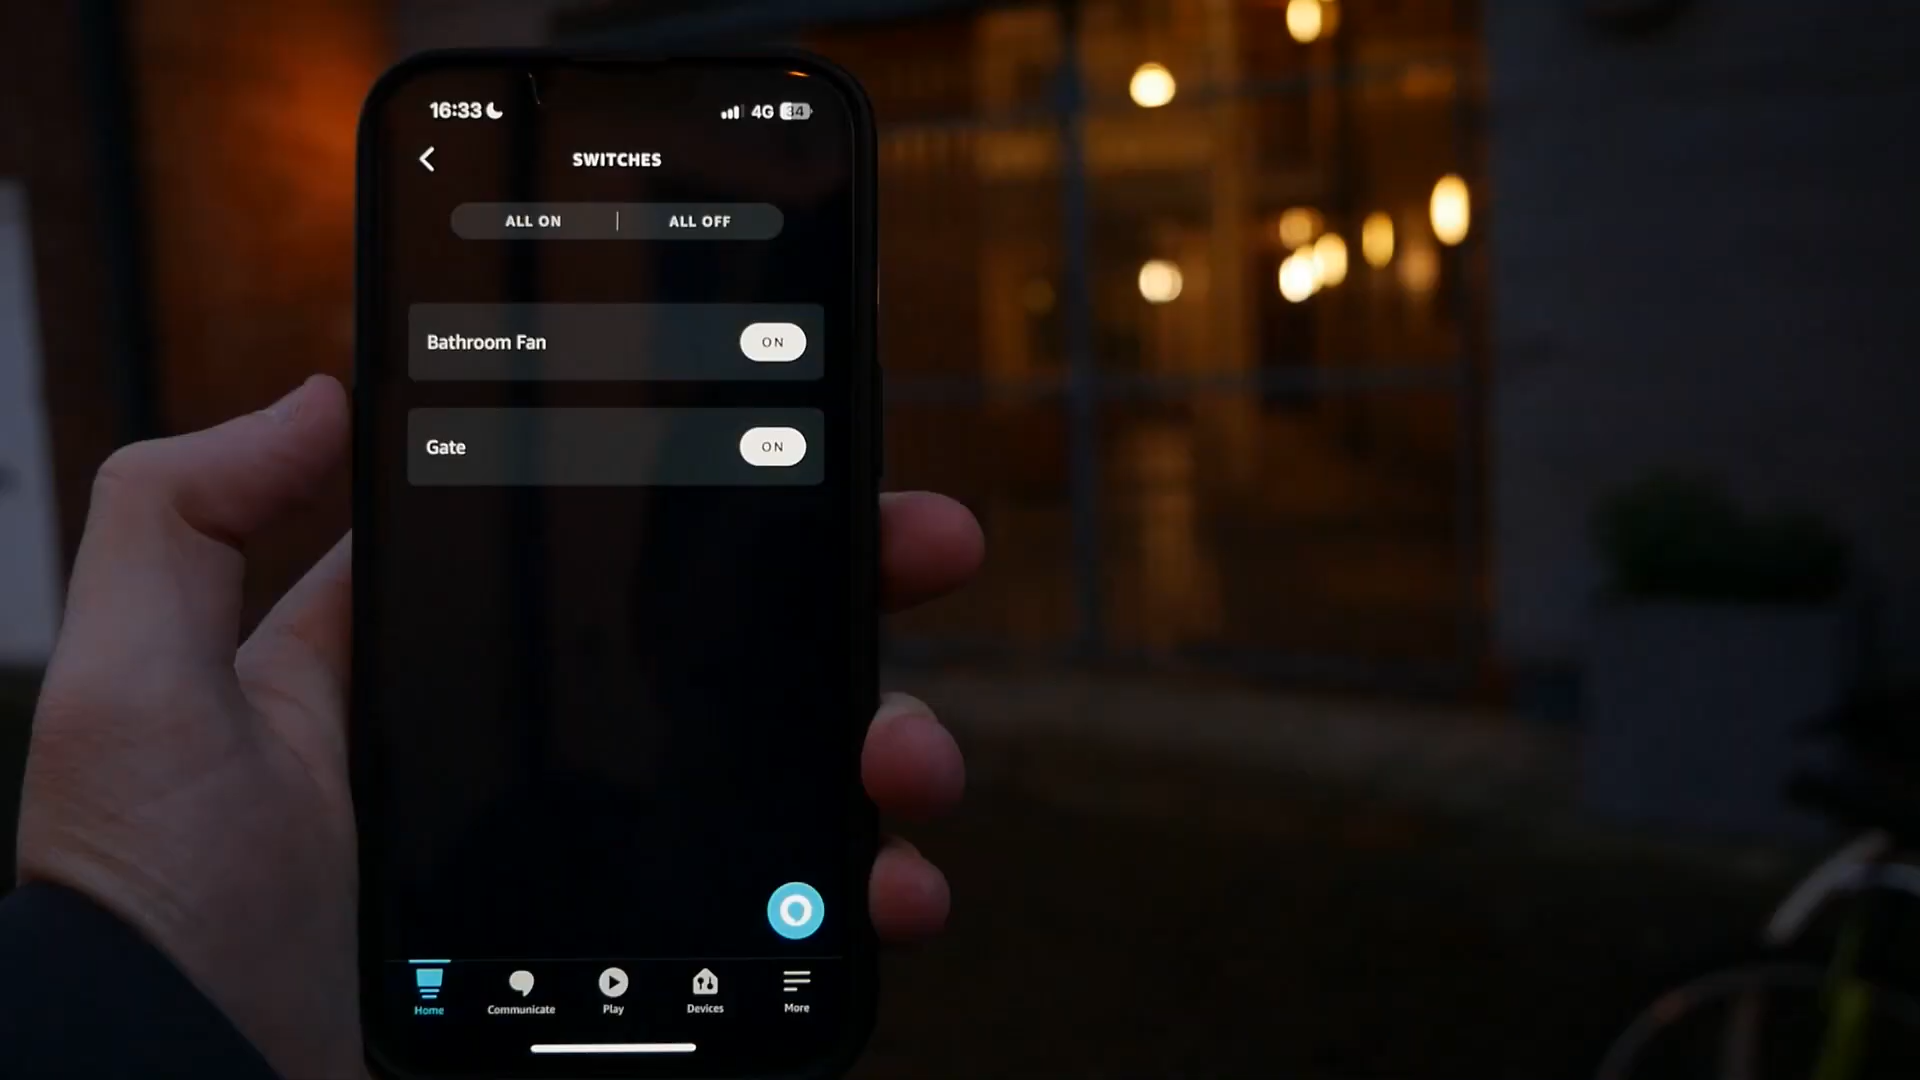 16:33
4G 34
SWITCHES
ALL ON | ALL OFF
Bathroom Fan ON
Gate ON
Home Communicate Play Devices More